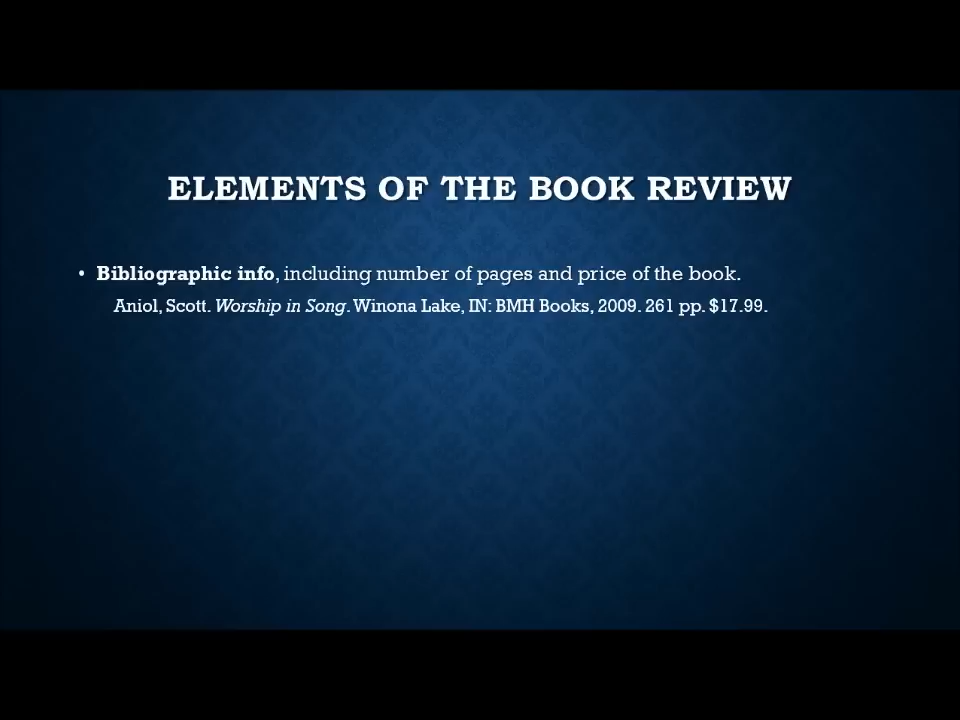 ELEMENTS OF THE BOOK REVIEW
• Bibliographic info, including number of pages and price of the book.
Aniol, Scott. Worship in Song. Winona Lake, IN: BMH Books, 2009. 261 pp. $17.99.